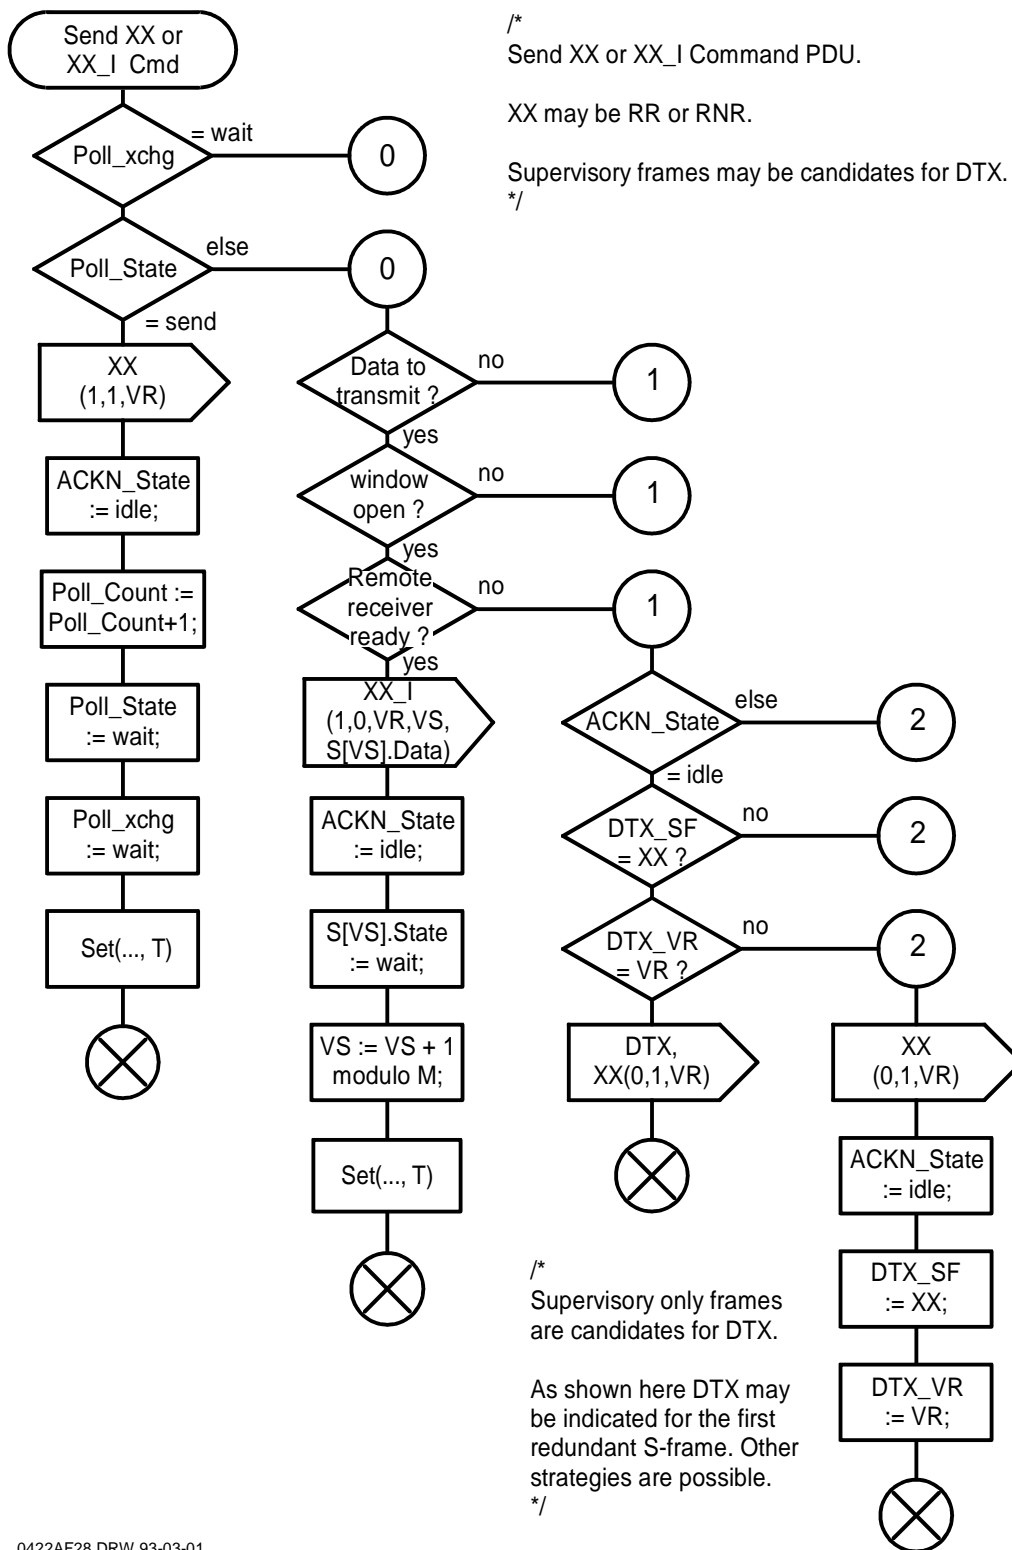 Send XX or
XX_I Cmd
/*
Send XX or XX_I Command PDU.
XX may be RR or RNR.
Supervisory frames may be candidates for DTX.
*/
Poll_xchg
= wait
0
Poll_State
else
0
= send
XX
(1,1,VR)
ACKN_State
:= idle;
Poll_Count :=
Poll_Count+1;
Poll_State
:= wait;
Poll_xchg
:= wait;
Set(..., T)
Data to
transmit ?
no
1
yes
window
open ?
no
1
yes
Remote
receiver
ready ?
no
1
yes
XX_I
(1,0,VR,VS,
S[VS].Data)
ACKN_State
:= idle;
S[VS].State
:= wait;
VS := VS + 1
modulo M;
Set(..., T)
ACKN_State
else
2
= idle
DTX_SF
= XX ?
no
2
DTX_VR
= VR ?
no
2
DTX,
XX(0,1,VR)
XX
(0,1,VR)
ACKN_State
:= idle;
DTX_SF
:= XX;
DTX_VR
:= VR;
/*
Supervisory only frames
are candidates for DTX.
As shown here DTX may
be indicated for the first
redundant S-frame. Other
strategies are possible.
*/
0422AF28.DRW 93-03-01